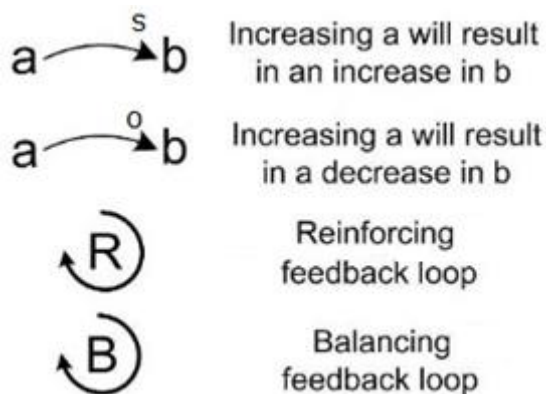 s
a b Increasing a will result
in an increase in b
o
a b Increasing a will result
in a decrease in b
R Reinforcing
feedback loop
B Balancing
feedback loop